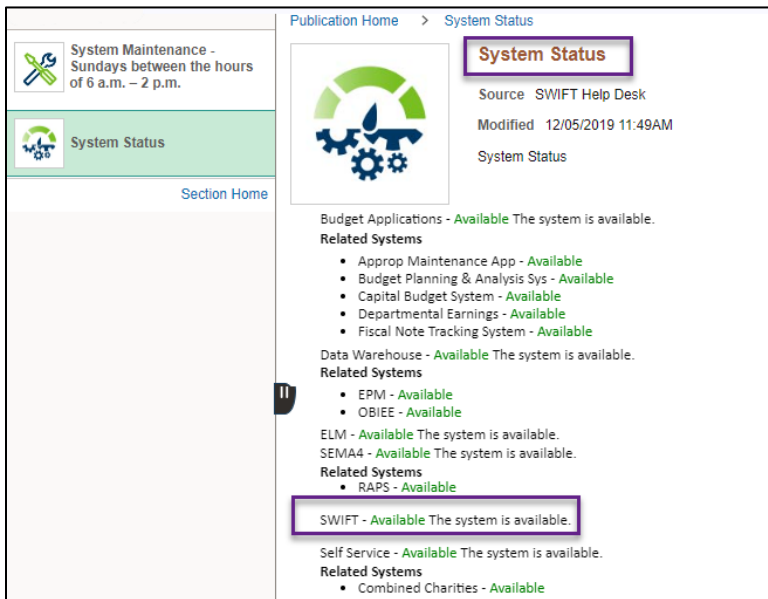 Publication Home > System Status
System Maintenance -
Sundays between the hours
of 6 a.m. – 2 p.m.
System Status
Section Home
System Status
Source SWIFT Help Desk
Modified 12/05/2019 11:49AM
System Status
Budget Applications - Available The system is available.
Related Systems
• Approp Maintenance App - Available
• Budget Planning & Analysis Sys - Available
• Capital Budget System - Available
• Departmental Earnings - Available
• Fiscal Note Tracking System - Available
Data Warehouse - Available The system is available.
Related Systems
• EPM - Available
• OBIEE - Available
ELM - Available The system is available.
SEMA4 - Available The system is available.
Related Systems
• RAPS - Available
SWIFT - Available The system is available.
Self Service - Available The system is available.
Related Systems
• Combined Charities - Available